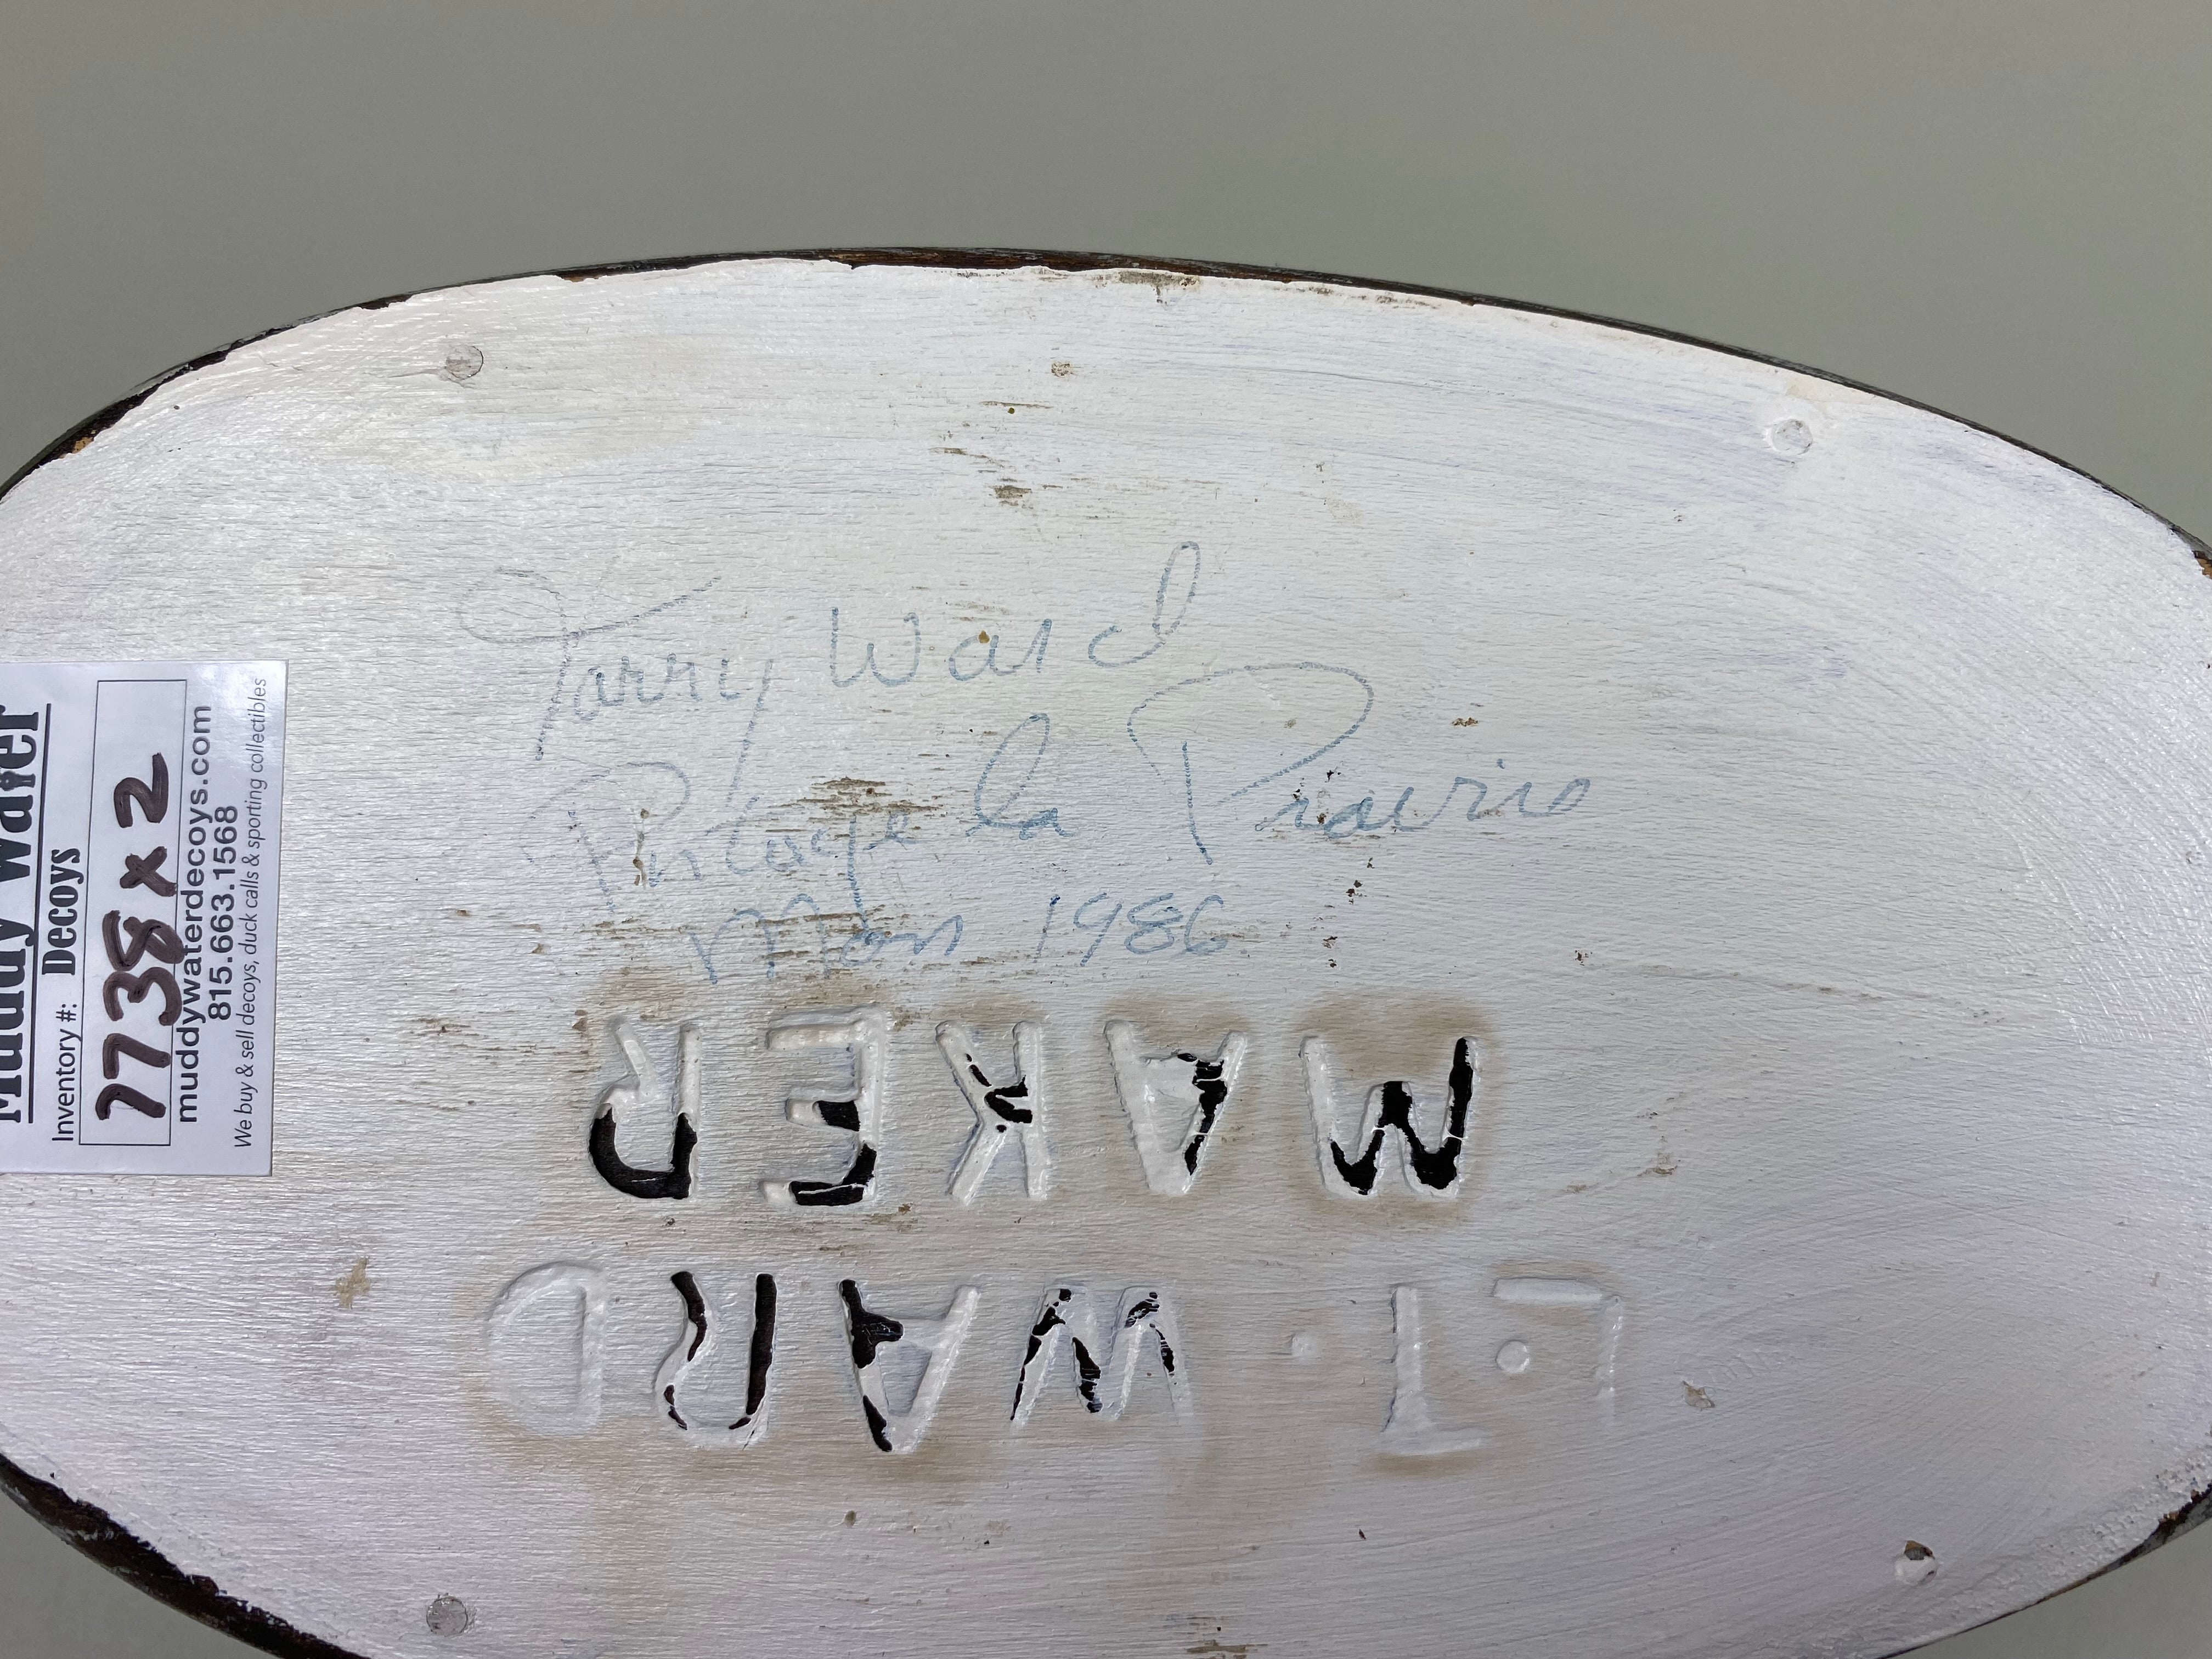 Larry Ward
Portage la Prairie
Man 1986
L.T. WARD
MAKER
Muddy Water
Decoys
Inventory #:
7738x2
muddywaterdecoys.com
815.663.1568
We buy & sell decoys, duck calls & sporting collectibles